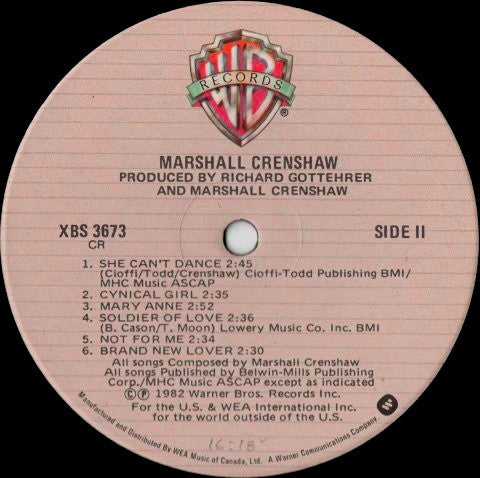 WB
RECORDS
®
MARSHALL CRENSHAW
PRODUCED BY RICHARD GOTTEHRER
AND MARSHALL CRENSHAW
XBS 3673
CR
SIDE II
1. SHE CAN'T DANCE 2:45
(Cioffi/Todd/Crenshaw) Cioffi-Todd Publishing BMI/
MHC Music ASCAP
2. CYNICAL GIRL 2:35
3. MARY ANNE 2:52
4. SOLDIER OF LOVE 2:36
(B. Cason/T. Moon) Lowery Music Co. Inc. BMI
5. NOT FOR ME 2:34
6. BRAND NEW LOVER 2:30
All songs Composed by Marshall Crenshaw
All songs Published by Belwin-Mills Publishing
Corp./MHC Music ASCAP except as indicated
©℗ 1982 Warner Bros. Records Inc.
For the U.S. & WEA International Inc.
for the world outside of the U.S.
Manufactured and Distributed By WEA Music of Canada, Ltd. A Warner Communications Company.
16-18"